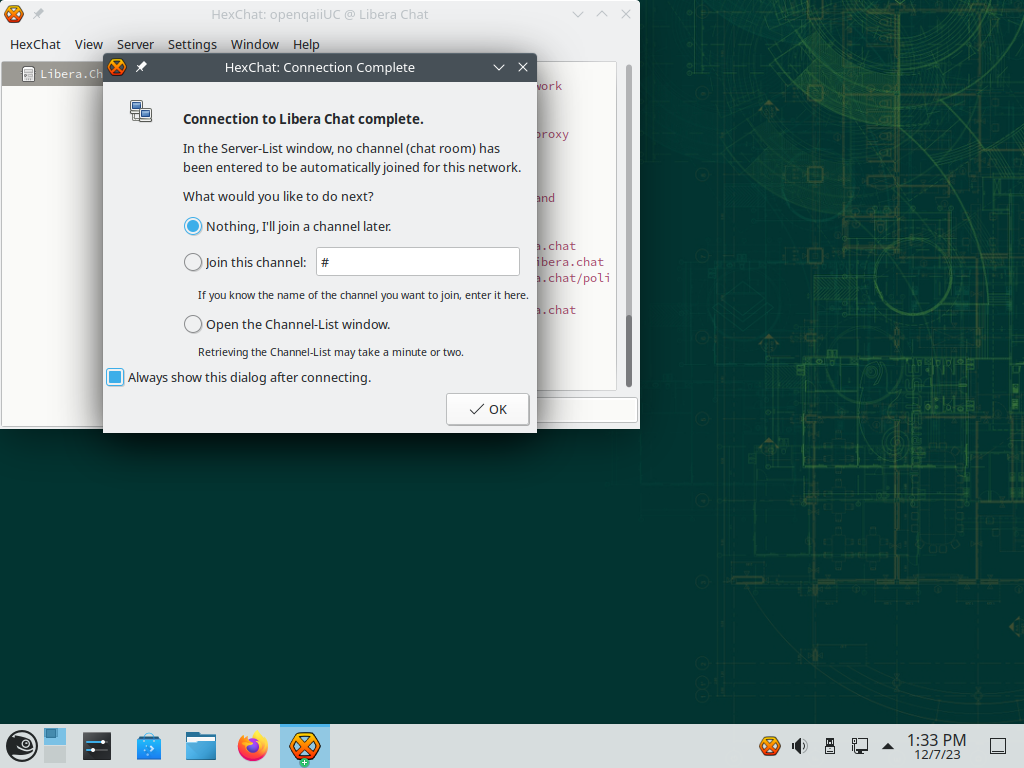 HexChat: openqaiiUC @ Libera Chat
HexChat View Server Settings Window Help
Libera.Ch
HexChat: Connection Complete
work
proxy
and
a.chat
ibera.chat
a.chat/poli
a.chat
Connection to Libera Chat complete.
In the Server-List window, no channel (chat room) has
been entered to be automatically joined for this network.
What would you like to do next?
Nothing, I'll join a channel later.
Join this channel: #
If you know the name of the channel you want to join, enter it here.
Open the Channel-List window.
Retrieving the Channel-List may take a minute or two.
Always show this dialog after connecting.
OK
1:33 PM
12/7/23